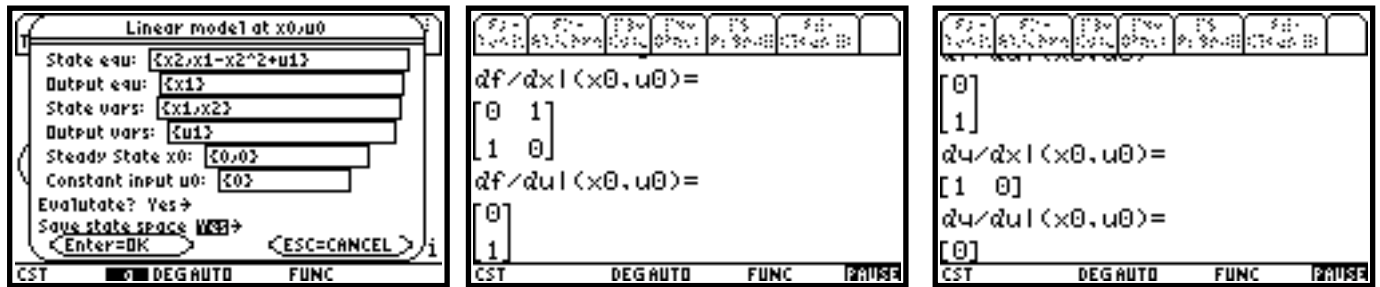 Linear model at x0,u0
State equ: {x2,x1-x2^2+u1}
Output equ: {x1}
State vars: {x1,x2}
Output vars: {u1}
Steady State x0: {0,0}
Constant input u0: {0}
Evalutate? Yes→
Save state space Yes→
Enter=OK ESC=CANCEL
CST DEG AUTO FUNC
df/dx|(x0,u0)=
[0 1]
[1 0]
df/du|(x0,u0)=
[0]
[1]
CST DEG AUTO FUNC PAUSE
[0]
[1]
dy/dx|(x0,u0)=
[1 0]
dy/du|(x0,u0)=
[0]
CST DEG AUTO FUNC PAUSE